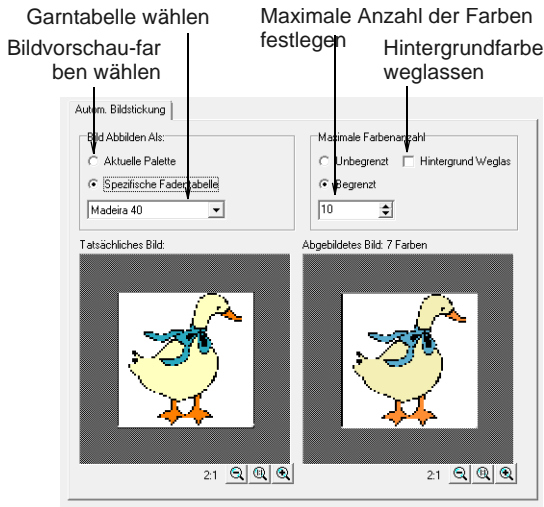 Garntabelle wählen
Maximale Anzahl der Farben
festlegen
Bildvorschau-far
ben wählen
Hintergrundfarbe
weglassen
Autom. Bildstickung
Bild Abbilden Als:
Maximale Farbenanzahl
Aktuelle Palette
Unbegrenzt
Hintergrund Weglas
Spezifische Fadentabelle
Begrenzt
Madeira 40
10
Tatsächliches Bild:
Abgebildetes Bild: 7 Farben
2:1
2:1